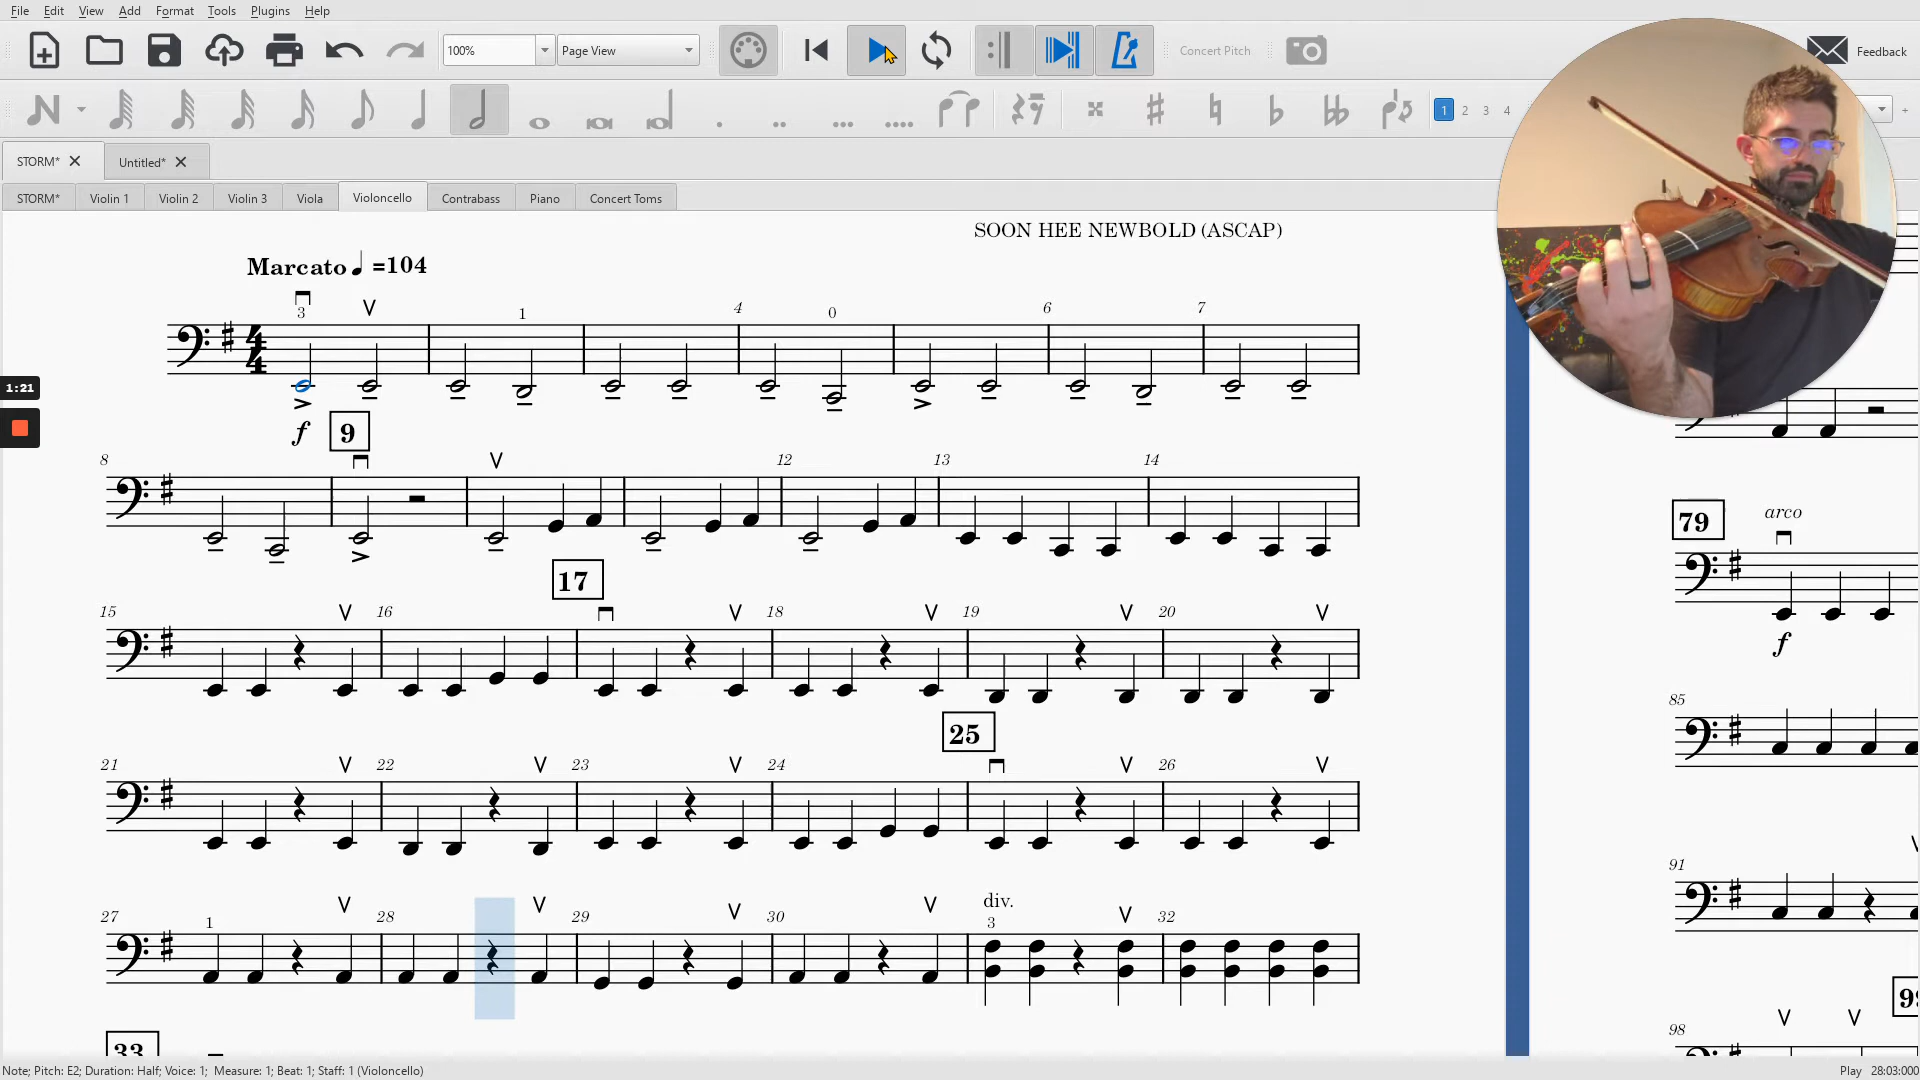 File Edit View Add Format Tools Plugins Help
100% Page View Concert Pitch Feedback
1 2 3 4
STORM* Untitled*
STORM* Violin 1 Violin 2 Violin 3 Viola Violoncello Contrabass Piano Concert Toms
SOON HEE NEWBOLD (ASCAP)
Marcato =104
3 1 4 0 6 7
4
4
1:21
f
9
8 12 13 14
17
15 16 18 19 20
25
21 22 23 24 26
div.
27 1 28 29 30 3 32
33
79 arco
f
85
91
98
Note; Pitch: E2; Duration: Half; Voice: 1; Measure: 1; Beat: 1; Staff: 1 (Violoncello)
Play 28:03:000